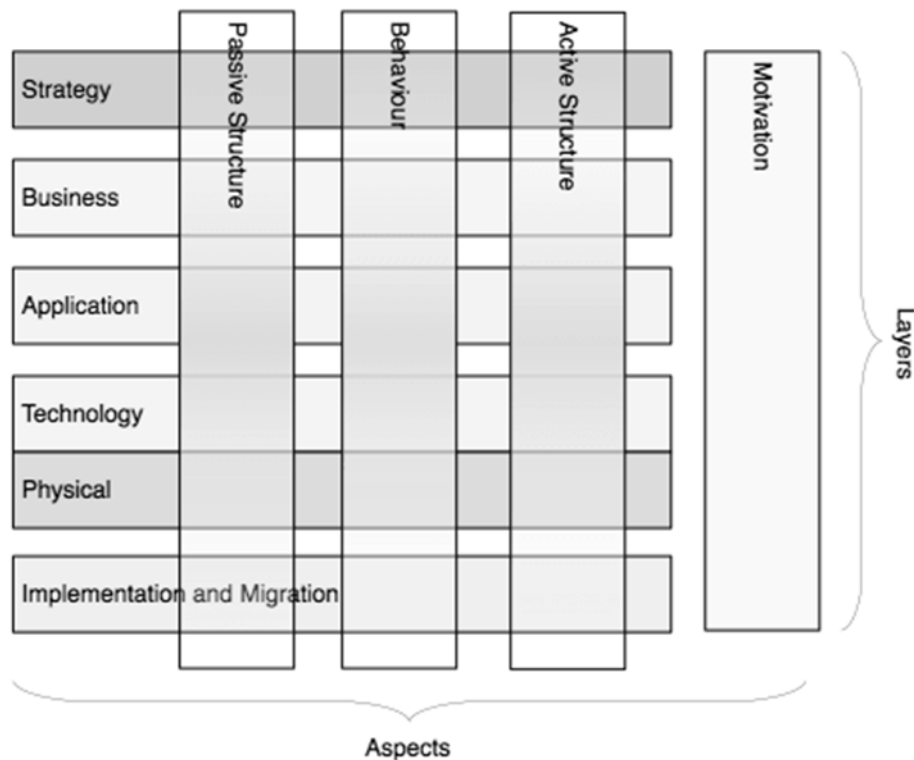 Passive Structure
Behaviour
Active Structure
Motivation
Strategy
Business
Application
Technology
Physical
Implementation and Migration
Layers
Aspects